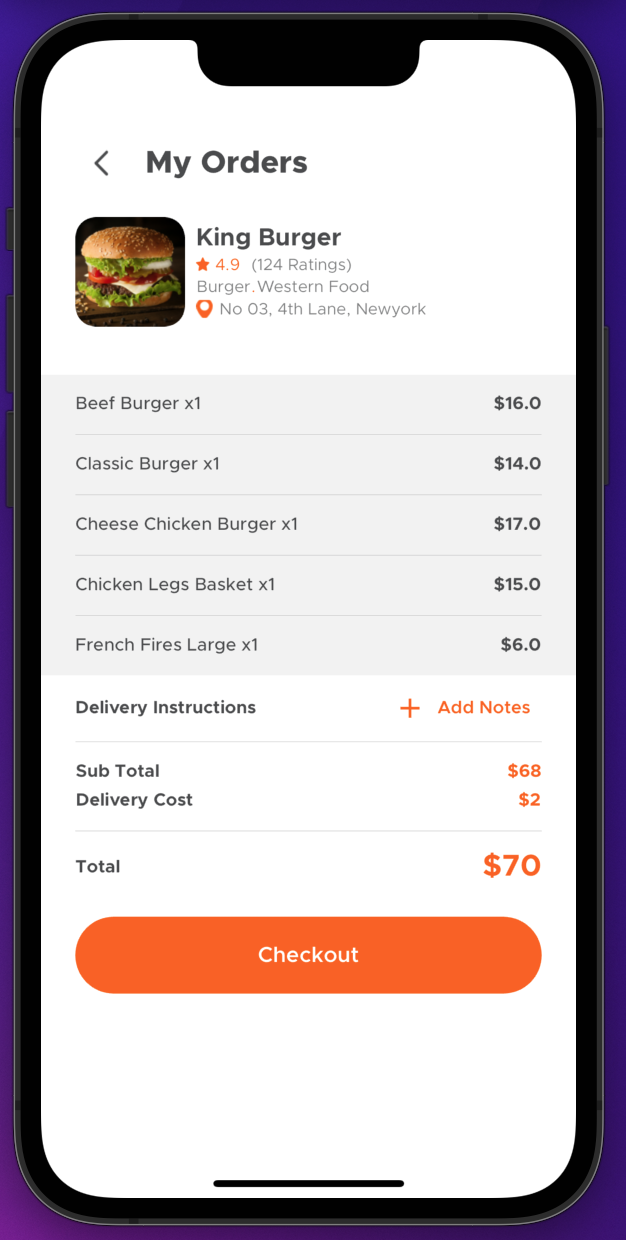 My Orders
King Burger
4.9 (124 Ratings)
Burger.Western Food
No 03, 4th Lane, Newyork
Beef Burger x1 $16.0
Classic Burger x1 $14.0
Cheese Chicken Burger x1 $17.0
Chicken Legs Basket x1 $15.0
French Fires Large x1 $6.0
Delivery Instructions + Add Notes
Sub Total $68
Delivery Cost $2
Total $70
Checkout